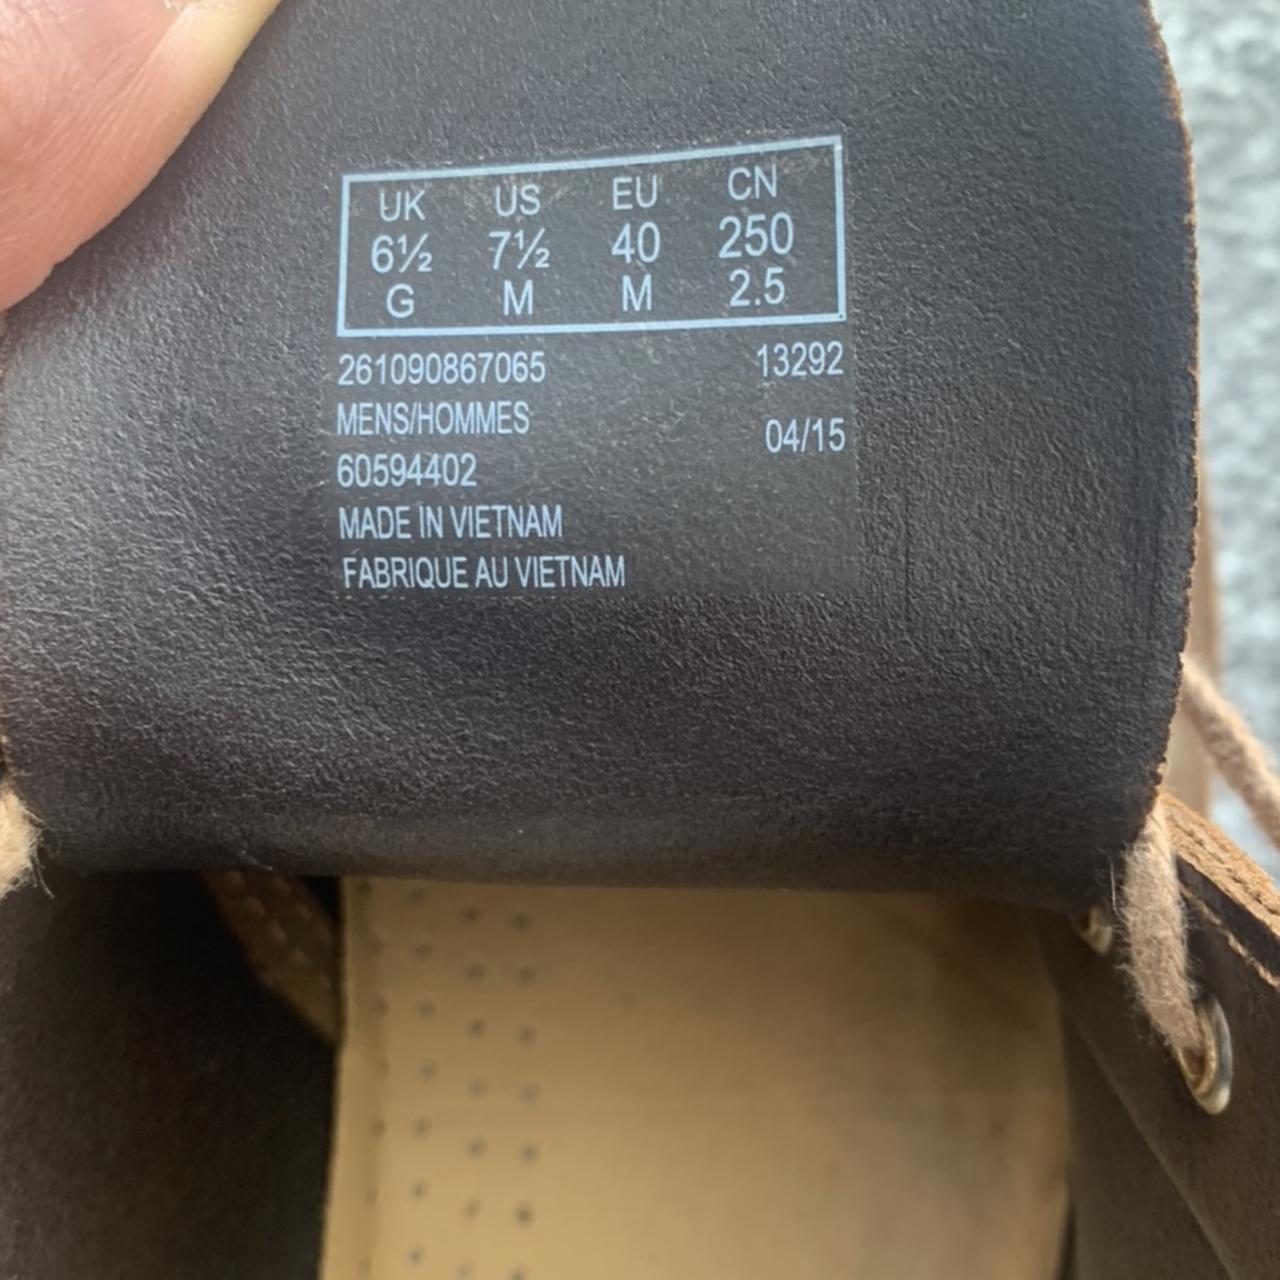 UK US EU CN
6½ 7½ 40 250
G M M 2.5
261090867065 13292
MENS/HOMMES
04/15
60594402
MADE IN VIETNAM
FABRIQUE AU VIETNAM